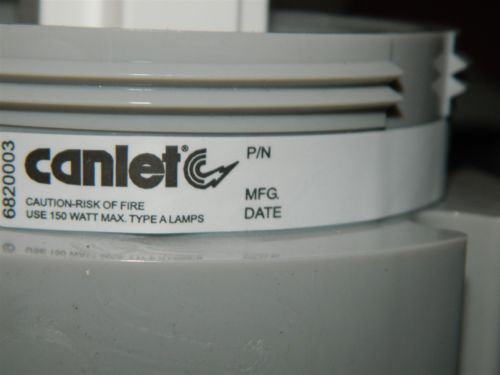 6820003
canlet®
CAUTION-RISK OF FIRE
USE 150 WATT MAX. TYPE A LAMPS
P/N
MFG.
DATE